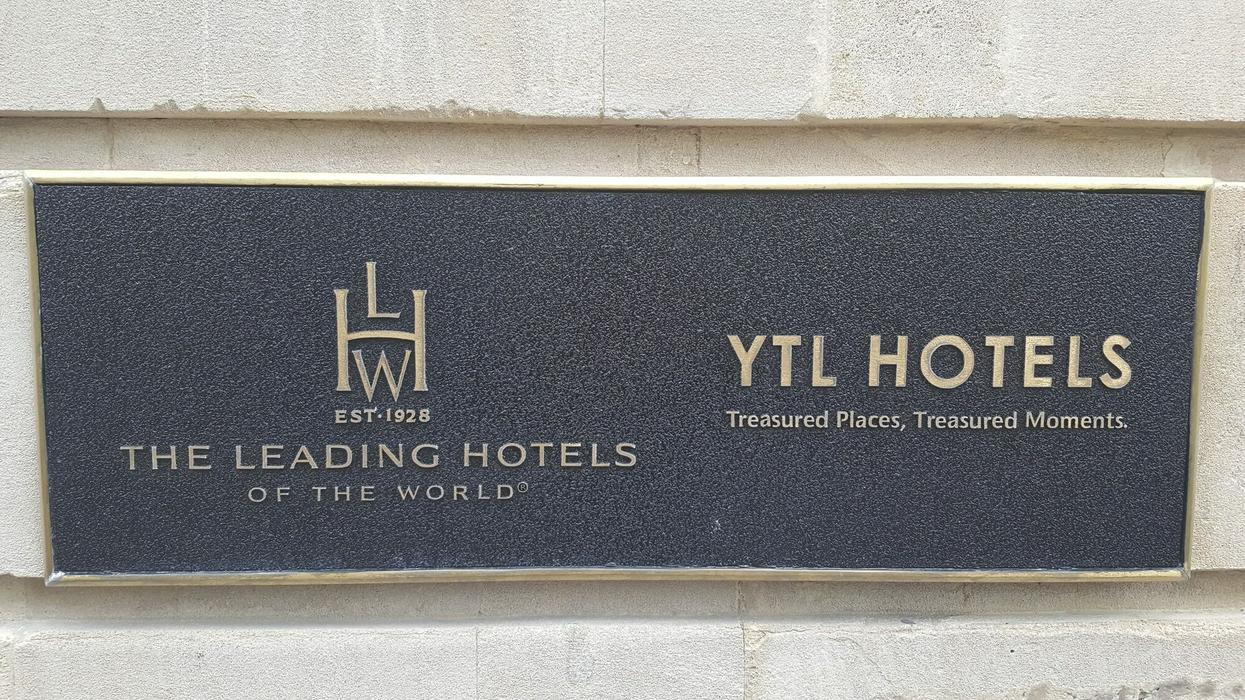 LHW
EST·1928
THE LEADING HOTELS
OF THE WORLD®
YTL HOTELS
Treasured Places, Treasured Moments.